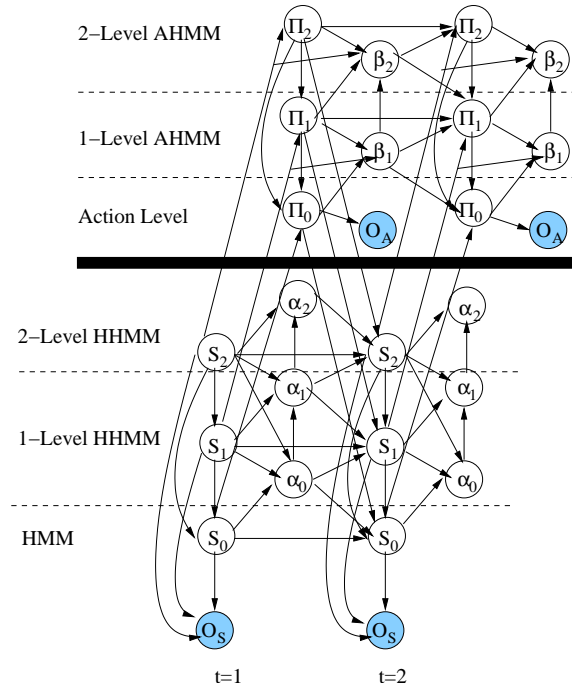 2−Level AHMM
Π2 Π2
β2 β2
1−Level AHMM
Π1 Π1
β1 β1
Action Level
Π0 Π0
OA OA
2−Level HHMM
α2 α2
S2 S2
1−Level HHMM
α1 α1
S1 S1
α0 α0
HMM
S0 S0
OS OS
t=1 t=2